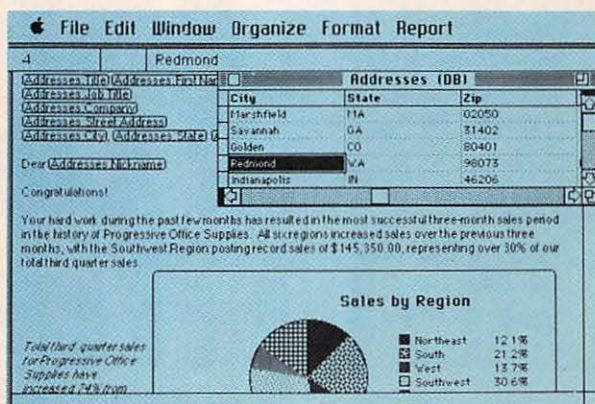 File Edit Window Organize Format Report
4 Redmond
(Addresses.Title) (Addresses.First Nam
(Addresses.Job Title)
(Addresses.Company)
(Addresses.Street Address)
(Addresses.City), (Addresses.State)
Dear (Addresses.Nickname)
Congratulations!
Addresses (DB)
City State Zip
Marshfield MA 02050
Savannah GA 31402
Golden CO 80401
Redmond WA 98073
Indianapolis IN 46206
Your hard work during the past few months has resulted in the most successful three-month sales period
in the history of Progressive Office Supplies. All six regions increased sales over the previous three
months, with the Southwest Region posting record sales of $145,350.00, representing over 30% of our
total third quarter sales.
Total third quarter sales
for Progressive Office
Supplies have
increased 74% from
Sales by Region
Northeast 12.1%
South 21.2%
West 13.7%
Southwest 30.6%